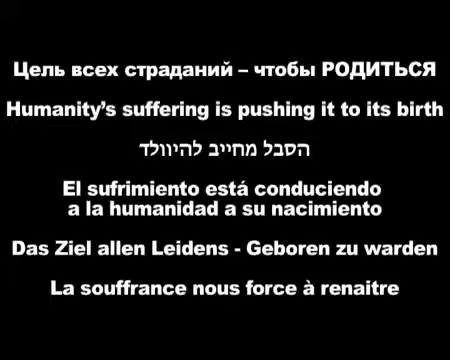 Цель всех страданий – чтобы РОДИТЬСЯ
Humanity’s suffering is pushing it to its birth
הסבל מחייב להיוולד
El sufrimiento está conduciendo
a la humanidad a su nacimiento
Das Ziel allen Leidens - Geboren zu warden
La souffrance nous force à renaitre